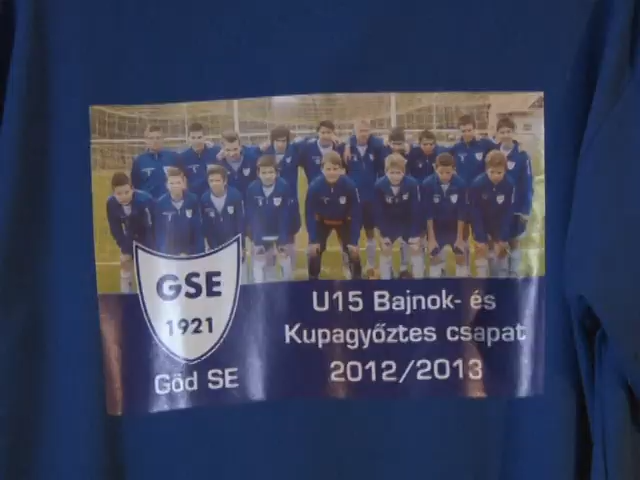 GSE
1921
Göd SE
U15 Bajnok- és
Kupagyőztes csapat
2012/2013